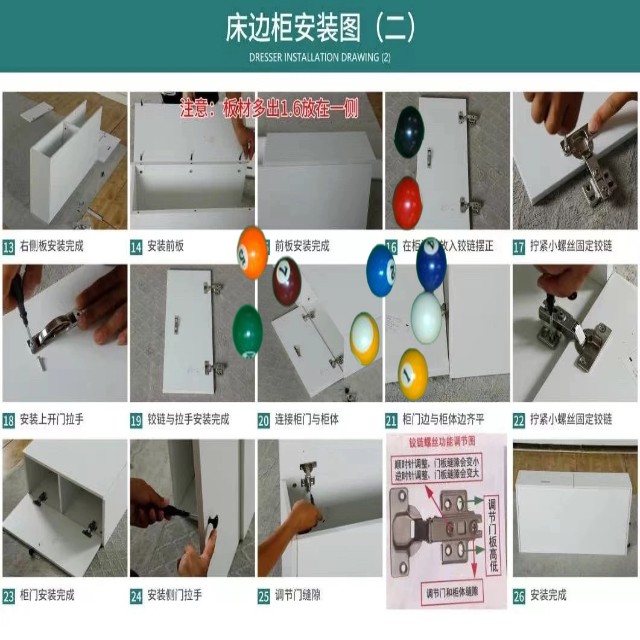 床边柜安装图（二）
DRESSER INSTALLATION DRAWING (2)
注意：板材多出1.6放在一侧
13 右侧板安装完成
14 安装前板
前板安装完成
16 在柜 放入铰链摆正
17 拧紧小螺丝固定铰链
18 安装上开门拉手
19 铰链与拉手安装完成
20 连接柜门与柜体
21 柜门边与柜体边齐平
22 拧紧小螺丝固定铰链
铰链螺丝功能调节图
顺时针调整，门板缝隙会变小
逆时针调整，门板缝隙会变大
调节门板高低
调节门和柜体缝隙
23 柜门安装完成
24 安装侧门拉手
25 调节门缝隙
26 安装完成